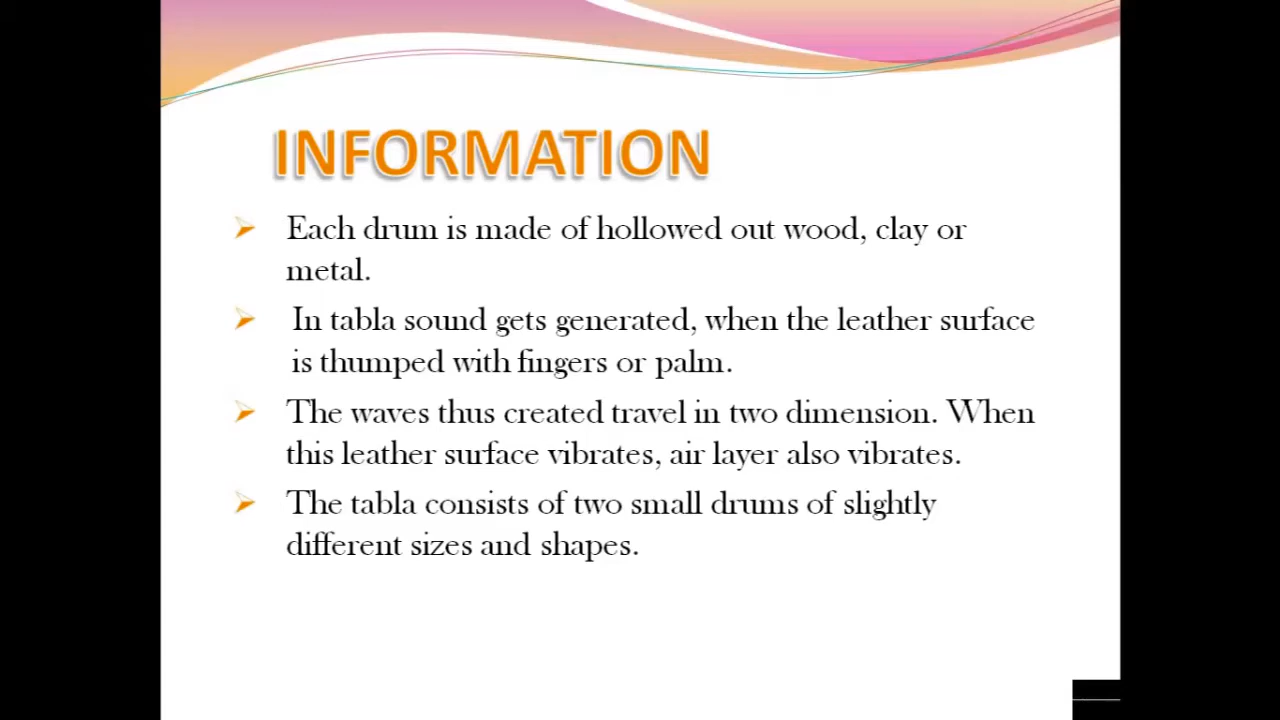 INFORMATION
Each drum is made of hollowed out wood, clay or
metal.
In tabla sound gets generated, when the leather surface
is thumped with fingers or palm.
The waves thus created travel in two dimension. When
this leather surface vibrates, air layer also vibrates.
The tabla consists of two small drums of slightly
different sizes and shapes.